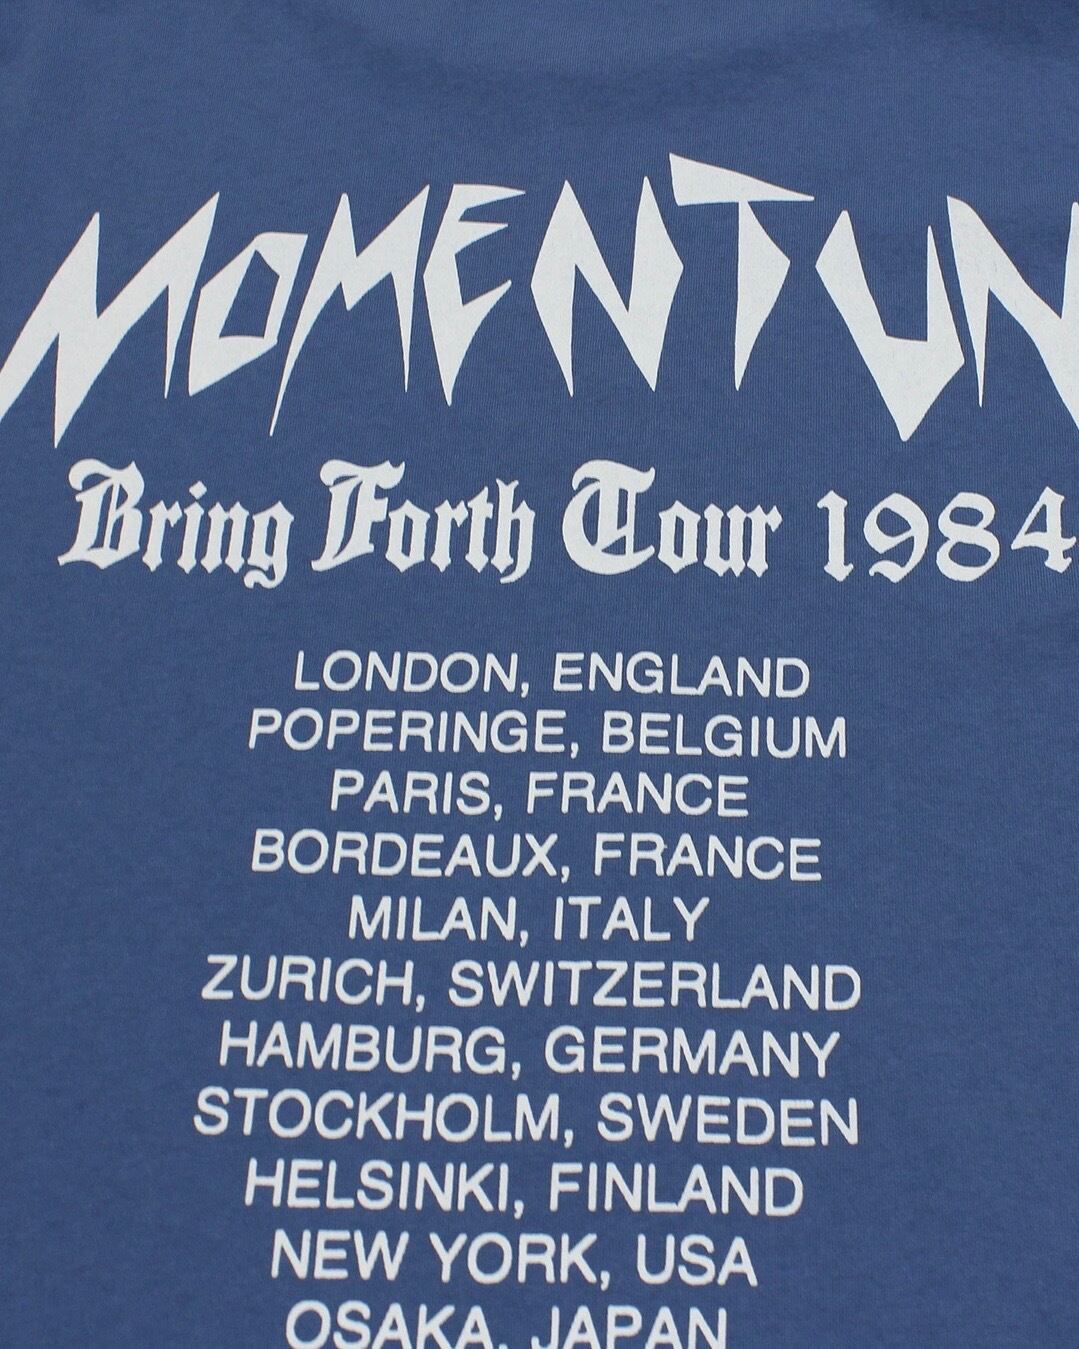 MOMENTUM
Bring Forth Tour 1984
LONDON, ENGLAND
POPERINGE, BELGIUM
PARIS, FRANCE
BORDEAUX, FRANCE
MILAN, ITALY
ZURICH, SWITZERLAND
HAMBURG, GERMANY
STOCKHOLM, SWEDEN
HELSINKI, FINLAND
NEW YORK, USA
OSAKA, JAPAN